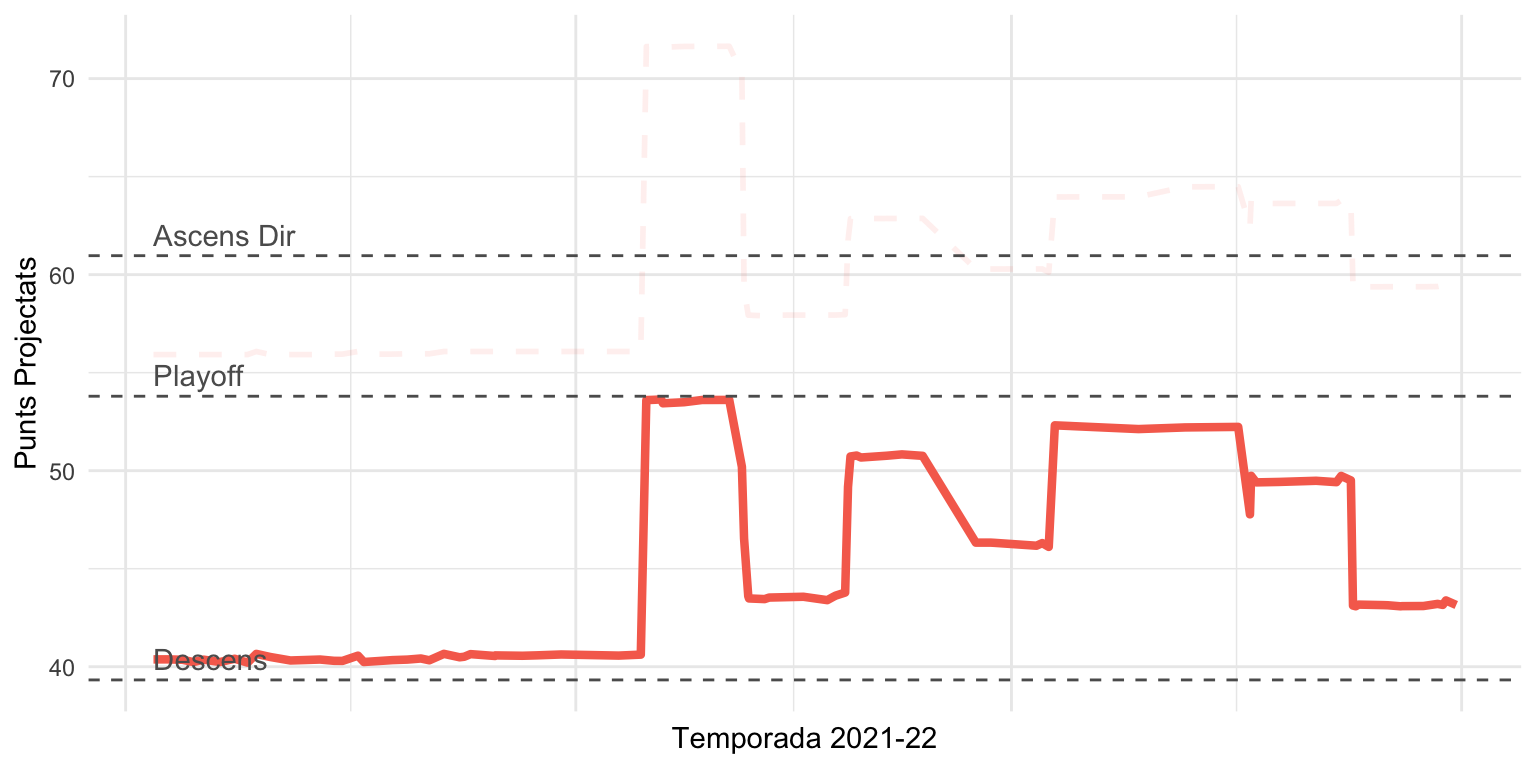 70
Ascens Dir
60
Playoff
50
Descens
40
Punts Projectats
Temporada 2021-22